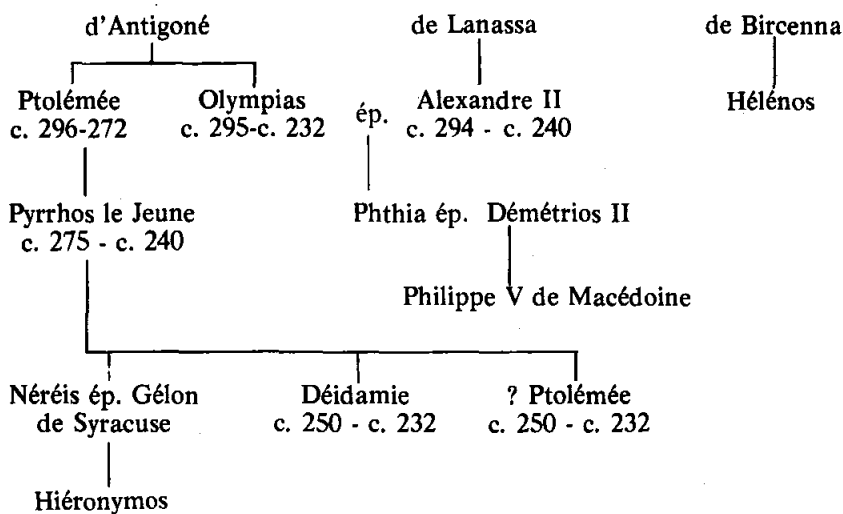 d'Antigoné de Lanassa de Bircenna
Ptolémée Olympias ép. Alexandre II Hélénos
c. 296-272 c. 295-c. 232 c. 294 - c. 240
Pyrrhos le Jeune Phthia ép. Démétrios II
c. 275 - c. 240
Philippe V de Macédoine
Néréis ép. Gélon Déidamie ? Ptolémée
de Syracuse c. 250 - c. 232 c. 250 - c. 232
Hiéronymos